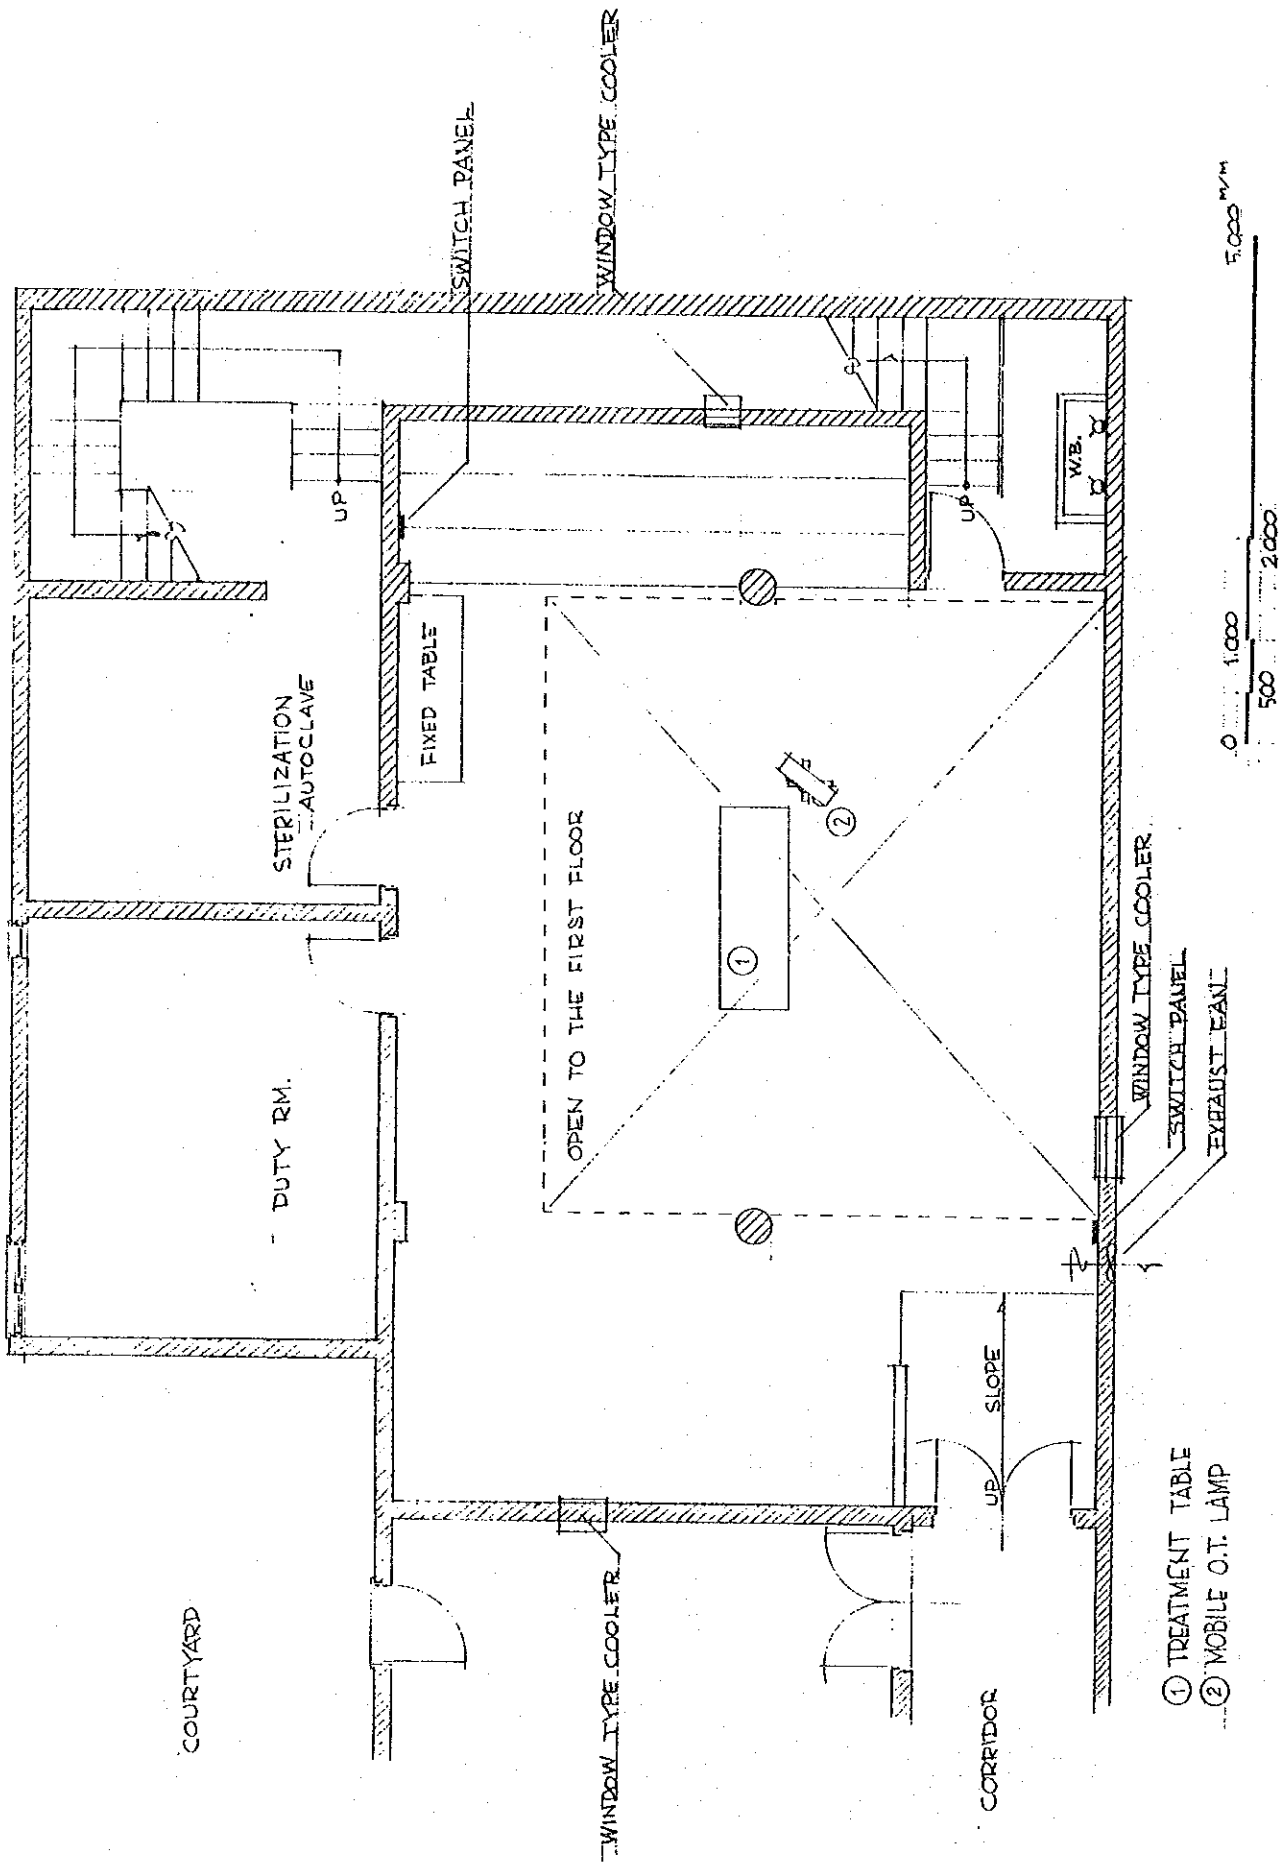 COURTYARD
DUTY RM.
STERILIZATION
AUTOCLAVE
UP
SWITCH PANEL
WINDOW TYPE COOLER
FIXED TABLE
OPEN TO THE FIRST FLOOR
①
②
WINDOW TYPE COOLER
UP
W.B.
CORRIDOR
UP
SLOPE
WINDOW TYPE COOLER
SWITCH PANEL
EXHAUST FAN
① TREATMENT TABLE
② MOBILE O.T. LAMP
0 1.000 5.000 m/m
500 2.000